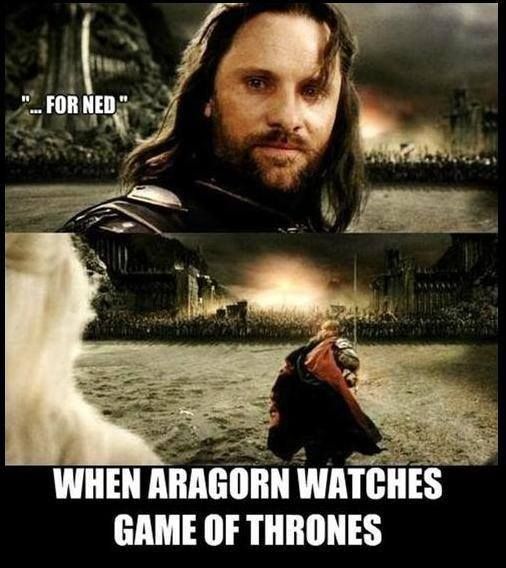 "... FOR NED"
WHEN ARAGORN WATCHES
GAME OF THRONES